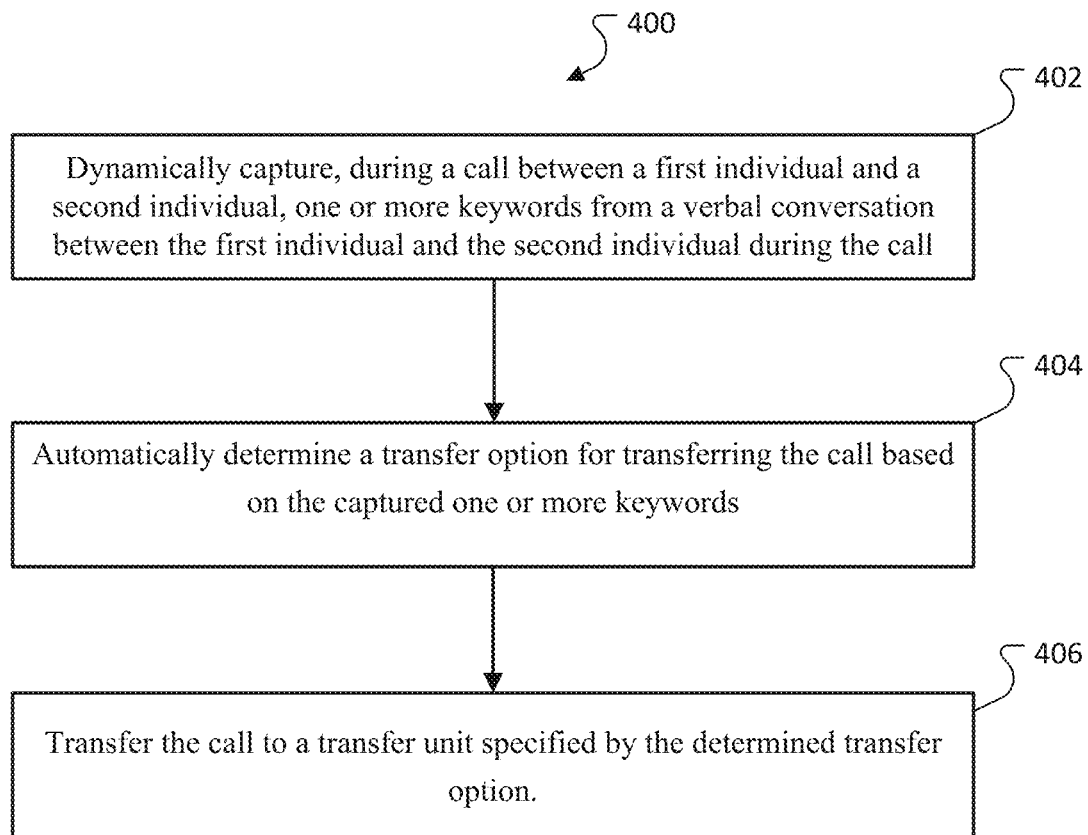 400
402
Dynamically capture, during a call between a first individual and a
second individual, one or more keywords from a verbal conversation
between the first individual and the second individual during the call
404
Automatically determine a transfer option for transferring the call based
on the captured one or more keywords
406
Transfer the call to a transfer unit specified by the determined transfer
option.